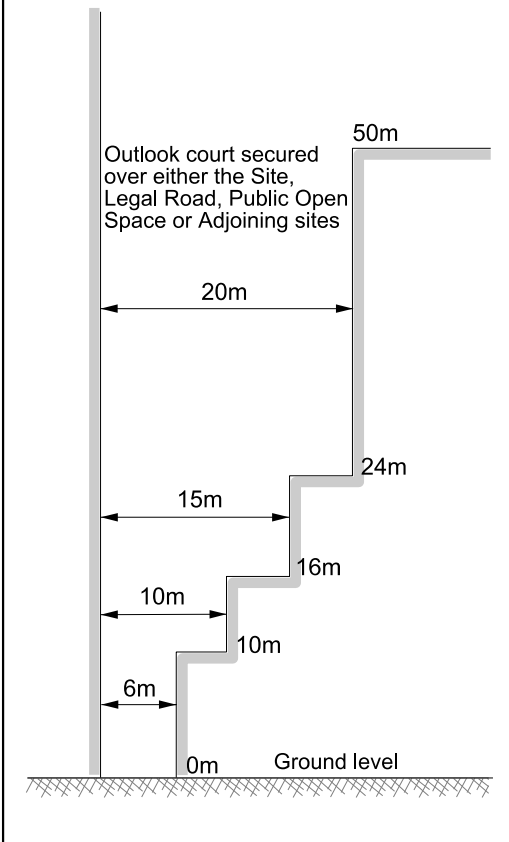 50m
Outlook court secured
over either the Site,
Legal Road, Public Open
Space or Adjoining sites
20m
24m
15m
16m
10m
10m
6m
Ground level
0m